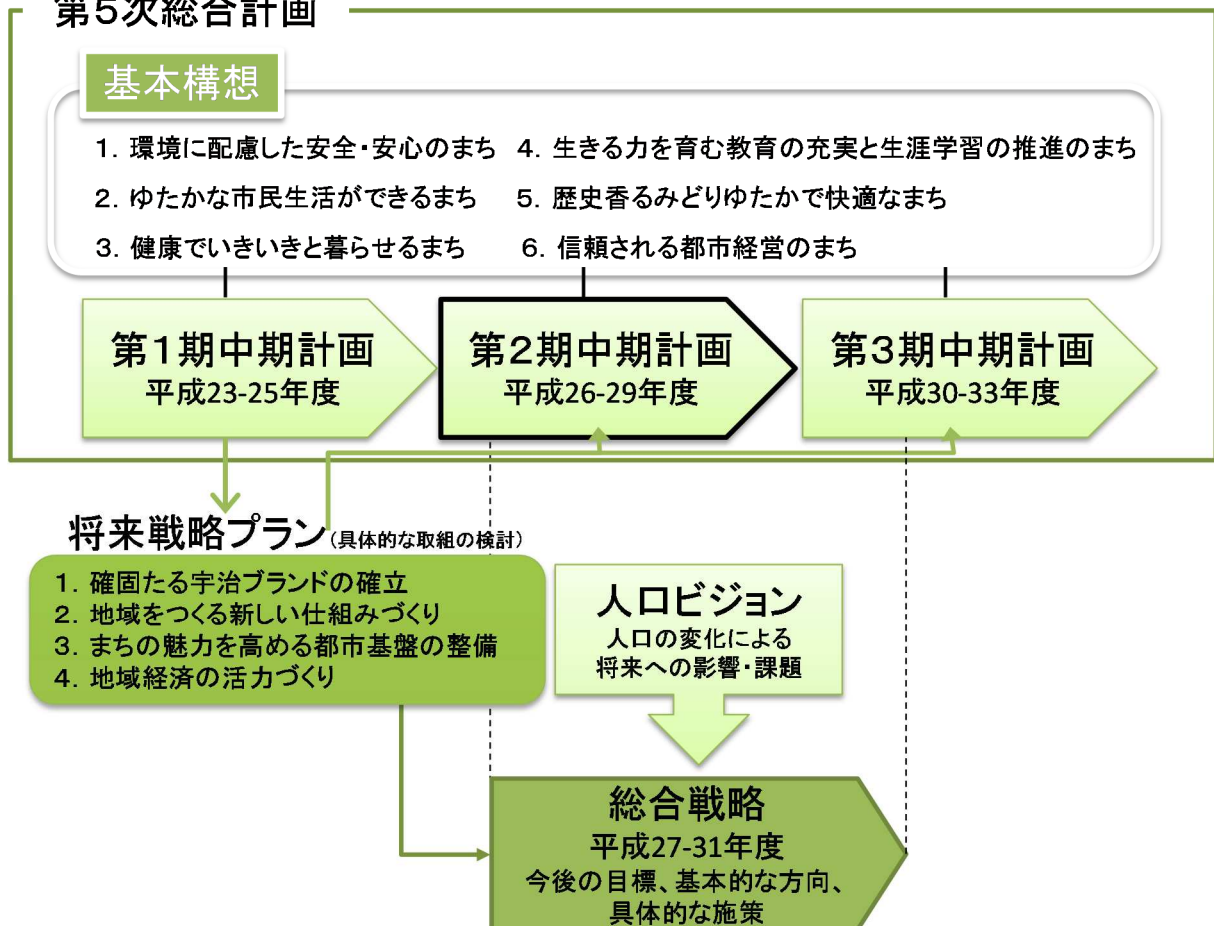 第5次総合計画
基本構想
1. 環境に配慮した安全・安心のまち
2. ゆたかな市民生活ができるまち
3. 健康でいきいきと暮らせるまち
4. 生きる力を育む教育の充実と生涯学習の推進のまち
5. 歴史香るみどりゆたかで快適なまち
6. 信頼される都市経営のまち
第1期中期計画
平成23-25年度
第2期中期計画
平成26-29年度
第3期中期計画
平成30-33年度
将来戦略プラン(具体的な取組の検討)
1. 確固たる宇治ブランドの確立
2. 地域をつくる新しい仕組みづくり
3. まちの魅力を高める都市基盤の整備
4. 地域経済の活力づくり
人口ビジョン
人口の変化による
将来への影響・課題
総合戦略
平成27-31年度
今後の目標、基本的な方向、
具体的な施策